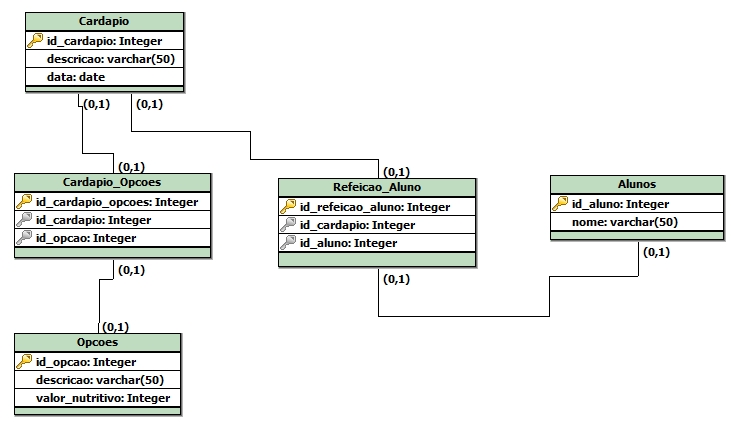 Cardapio
id_cardapio: Integer
descricao: varchar(50)
data: date
(0,1)
(0,1)
(0,1)
Cardapio_Opcoes
id_cardapio_opcoes: Integer
id_cardapio: Integer
id_opcao: Integer
(0,1)
(0,1)
Refeicao_Aluno
id_refeicao_aluno: Integer
id_cardapio: Integer
id_aluno: Integer
(0,1)
Alunos
id_aluno: Integer
nome: varchar(50)
(0,1)
(0,1)
Opcoes
id_opcao: Integer
descricao: varchar(50)
valor_nutritivo: Integer